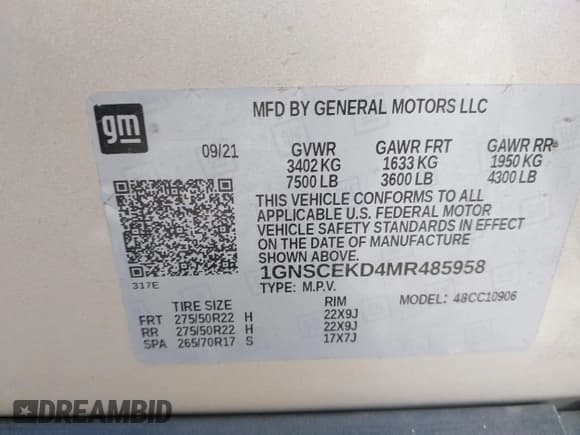 gm
MFD BY GENERAL MOTORS LLC
09/21 GVWR GAWR FRT GAWR RR
3402 KG 1633 KG 1950 KG
7500 LB 3600 LB 4300 LB
THIS VEHICLE CONFORMS TO ALL
APPLICABLE U.S. FEDERAL MOTOR
VEHICLE SAFETY STANDARDS IN EFFECT
ON THE DATE OF MANUFACTURE
SHOWN ABOVE.
1GNSCEKD4MR485958
317E
TYPE: M.P.V. MODEL: 48CC10906
TIRE SIZE RIM
FRT 275/50R22 H 22X9J
RR 275/50R22 H 22X9J
SPA 265/70R17 S 17X7J
DREAMBID